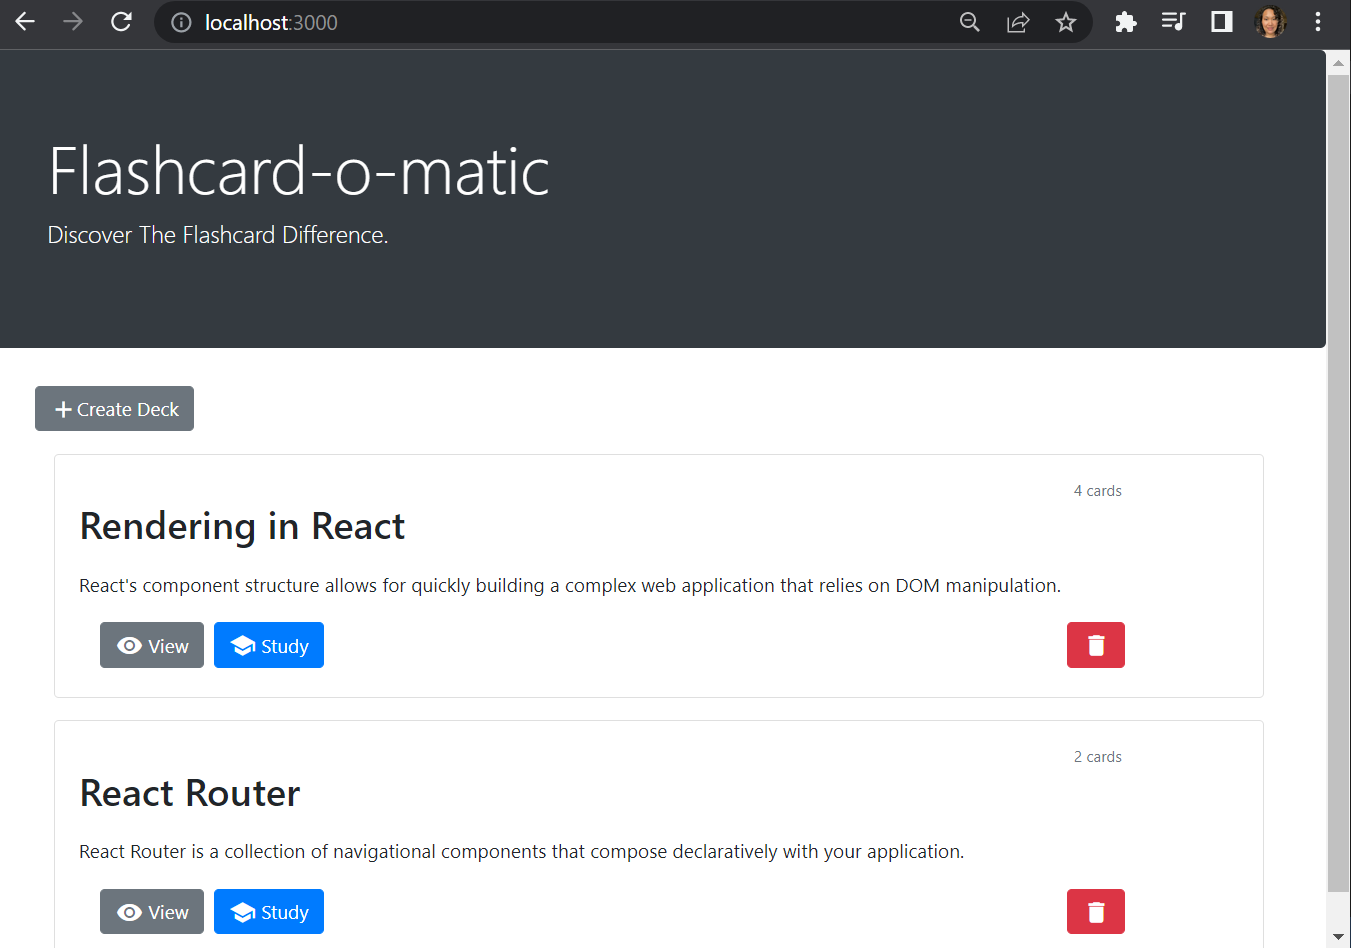 localhost:3000
Flashcard-o-matic
Discover The Flashcard Difference.
Create Deck
4 cards
Rendering in React
React's component structure allows for quickly building a complex web application that relies on DOM manipulation.
View Study
2 cards
React Router
React Router is a collection of navigational components that compose declaratively with your application.
View Study